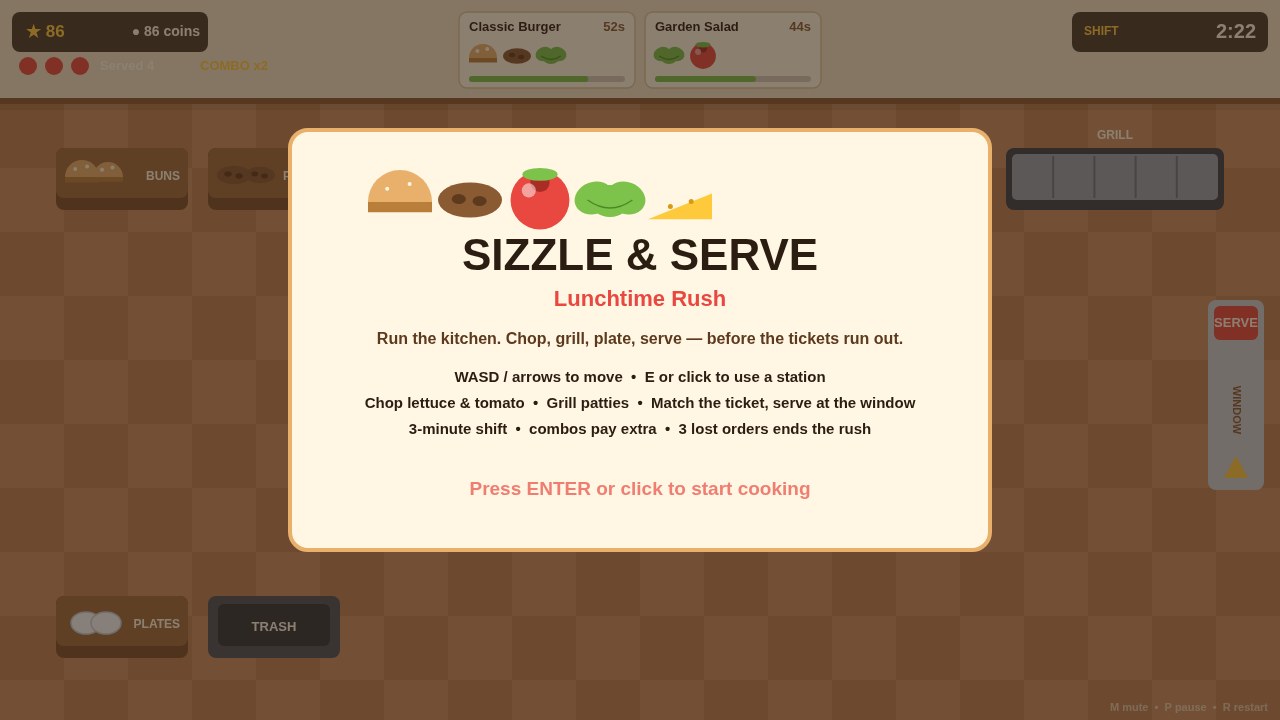 ★ 86 ● 86 coins
Served 4 COMBO x2
Classic Burger 52s
Garden Salad 44s
SHIFT 2:22
BUNS
GRILL
SIZZLE & SERVE
Lunchtime Rush
Run the kitchen. Chop, grill, plate, serve — before the tickets run out.
WASD / arrows to move • E or click to use a station
Chop lettuce & tomato • Grill patties • Match the ticket, serve at the window
3-minute shift • combos pay extra • 3 lost orders ends the rush
Press ENTER or click to start cooking
SERVE
WINDOW
PLATES
TRASH
M mute • P pause • R restart